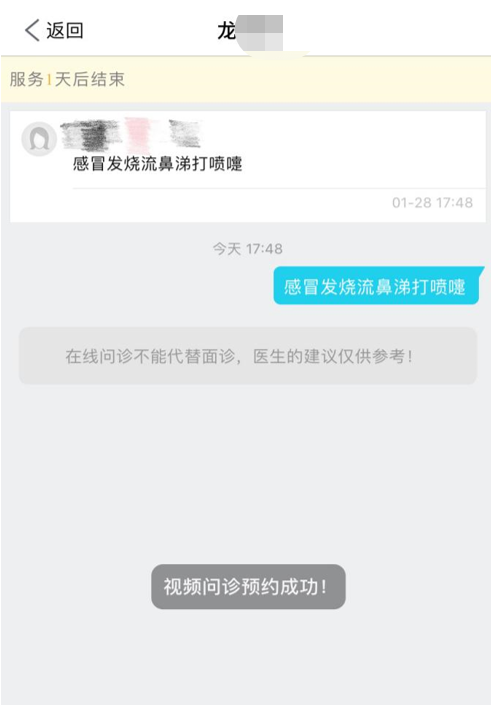 返回
龙
服务1天后结束
感冒发烧流鼻涕打喷嚏
01-28 17:48
今天 17:48
感冒发烧流鼻涕打喷嚏
在线问诊不能代替面诊，医生的建议仅供参考！
视频问诊预约成功！